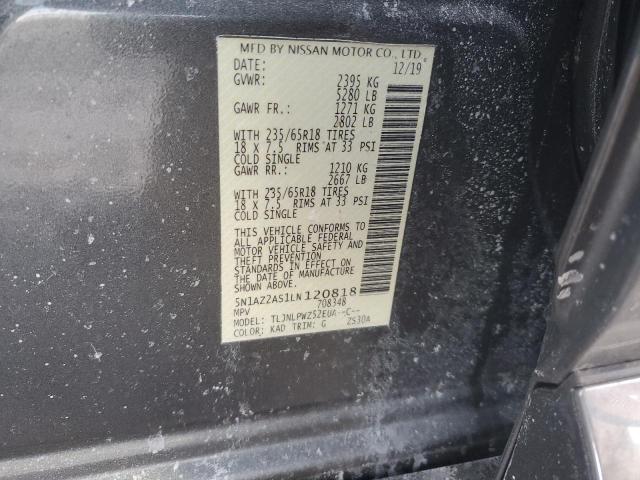 MFD BY NISSAN MOTOR CO., LTD.
DATE: 12/19
GVWR: 2395 KG
5280 LB
GAWR FR.: 1271 KG
2802 LB
WITH 235/65R18 TIRES
18 X 7.5 RIMS AT 33 PSI
COLD SINGLE
GAWR RR.: 1210 KG
2667 LB
WITH 235/65R18 TIRES
18 X 7.5 RIMS AT 33 PSI
COLD SINGLE
THIS VEHICLE CONFORMS TO
ALL APPLICABLE FEDERAL
MOTOR VEHICLE SAFETY AND
THEFT PREVENTION
STANDARDS IN EFFECT ON
THE DATE OF MANUFACTURE
SHOWN ABOVE.
5N1AZ2AS1LN120818
MPV 708348
MODEL: TLJNLPWZ52EUA--C--
COLOR: KAD TRIM: G Z530A